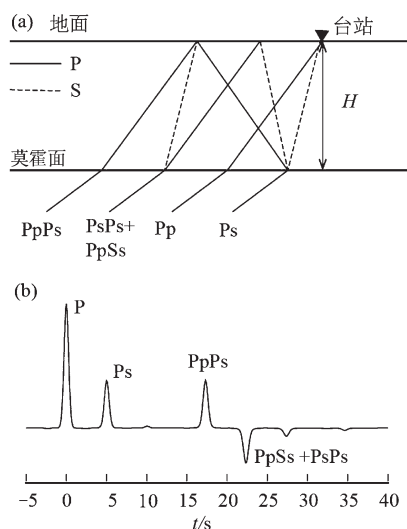 (a) 地面 台站
P
S
H
莫霍面
PpPs PsPs+ Pp Ps
PpSs
(b)
P
Ps PpPs
PpSs +PsPs
-5 0 5 10 15 20 25 30 35 40
t/s